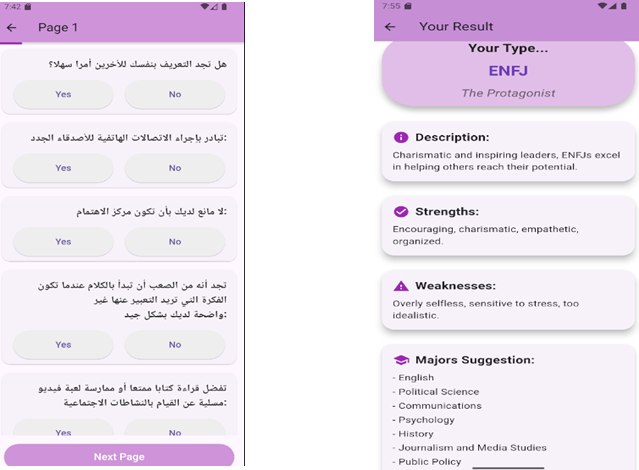 7:42
Page 1
هل تجد التعريف بنفسك للأخرين أمرا سهلا؟
Yes No
تبادر بإجراء الاتصالات الهاتفية للأصدقاء الجدد:
Yes No
لا مانع لديك بأن تكون مركز الاهتمام:
Yes No
تجد أنه من الصعب أن تبدأ بالكلام عندما تكون
الفكرة التي تريد التعبير عنها غير
واضحة لديك بشكل جيد:
Yes No
تفضل قراءة كتابا ممتعا أو ممارسة لعبة فيديو
مسلية عن القيام بالنشاطات الاجتماعية:
Yes No
Next Page
7:55
Your Result
Your Type...
ENFJ
The Protagonist
Description:
Charismatic and inspiring leaders, ENFJs excel
in helping others reach their potential.
Strengths:
Encouraging, charismatic, empathetic,
organized.
Weaknesses:
Overly selfless, sensitive to stress, too
idealistic.
Majors Suggestion:
- English
- Political Science
- Communications
- Psychology
- History
- Journalism and Media Studies
- Public Policy